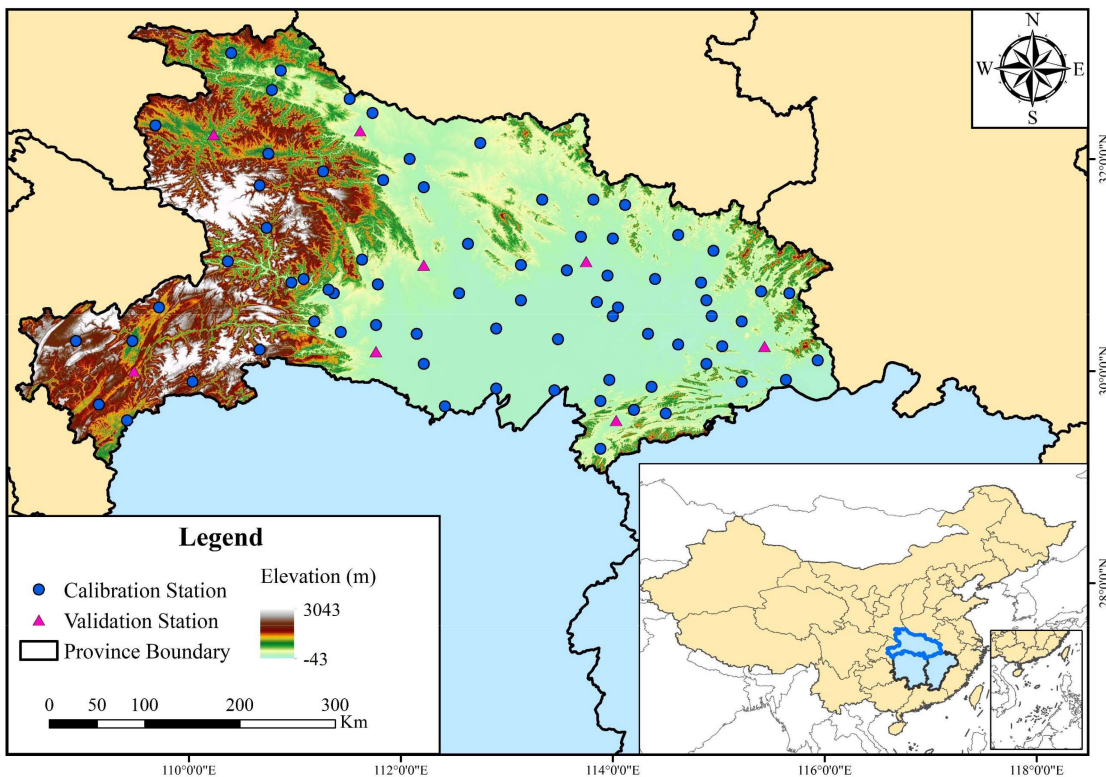 N
W E
S
32°0'0"N
30°0'0"N
28°0'0"N
Legend
Calibration Station
Validation Station
Province Boundary
Elevation (m)
3043
-43
0 50 100 200 300
Km
110°0'0"E 112°0'0"E 114°0'0"E 116°0'0"E 118°0'0"E